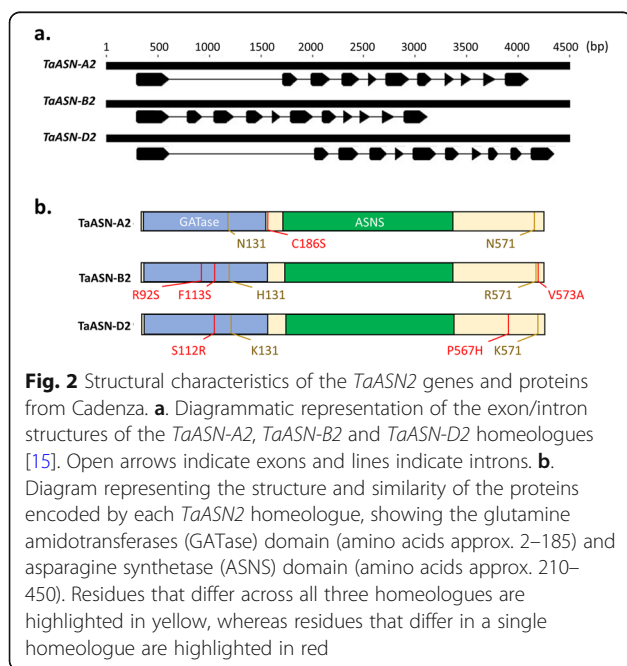 a.
1 500 1000 1500 2000 2500 3000 3500 4000 4500 (bp)
TaASN-A2
TaASN-B2
TaASN-D2
b.
TaASN-A2 GATase ASNS
N131 C186S N571
TaASN-B2
R92S F113S H131 R571 V573A
TaASN-D2
S112R K131 P567H K571
Fig. 2 Structural characteristics of the TaASN2 genes and proteins
from Cadenza. a. Diagrammatic representation of the exon/intron
structures of the TaASN-A2, TaASN-B2 and TaASN-D2 homeologues
[15]. Open arrows indicate exons and lines indicate introns. b.
Diagram representing the structure and similarity of the proteins
encoded by each TaASN2 homeologue, showing the glutamine
amidotransferases (GATase) domain (amino acids approx. 2–185) and
asparagine synthetase (ASNS) domain (amino acids approx. 210–
450). Residues that differ across all three homeologues are
highlighted in yellow, whereas residues that differ in a single
homeologue are highlighted in red